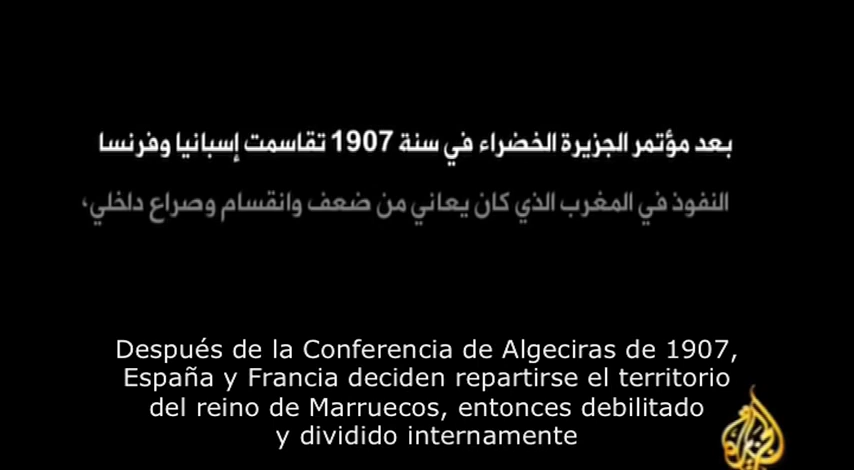 بعد مؤتمر الجزيرة الخضراء في سنة 1907 تقاسمت إسبانيا وفرنسا
النفوذ في المغرب الذي كان يعاني من ضعف وانقسام وصراع داخلي،
Después de la Conferencia de Algeciras de 1907,
España y Francia deciden repartirse el territorio
del reino de Marruecos, entonces debilitado
y dividido internamente
الجزيرة